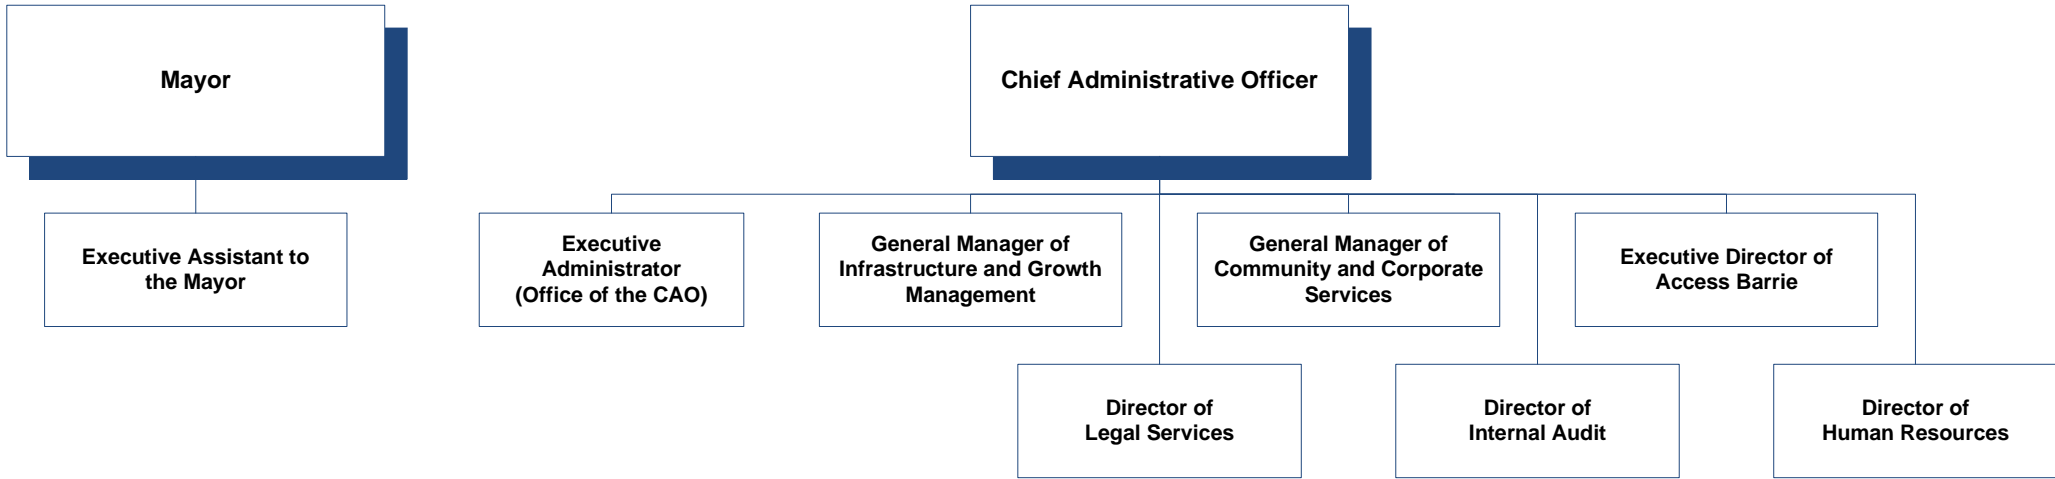 Mayor
Chief Administrative Officer
Executive Assistant to
the Mayor
Executive
Administrator
(Office of the CAO)
General Manager of
Infrastructure and Growth
Management
General Manager of
Community and Corporate
Services
Executive Director of
Access Barrie
Director of
Legal Services
Director of
Internal Audit
Director of
Human Resources